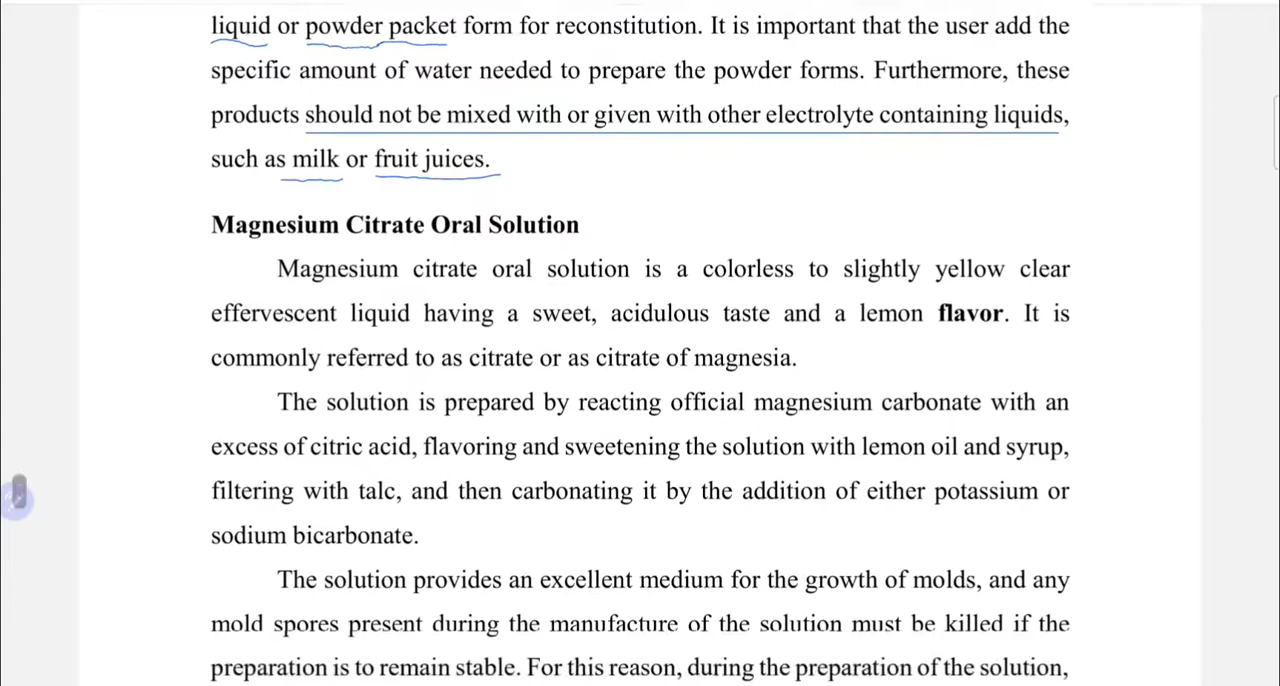 liquid or powder packet form for reconstitution. It is important that the user add the
specific amount of water needed to prepare the powder forms. Furthermore, these
products should not be mixed with or given with other electrolyte containing liquids,
such as milk or fruit juices.
Magnesium Citrate Oral Solution
Magnesium citrate oral solution is a colorless to slightly yellow clear
effervescent liquid having a sweet, acidulous taste and a lemon flavor. It is
commonly referred to as citrate or as citrate of magnesia.
The solution is prepared by reacting official magnesium carbonate with an
excess of citric acid, flavoring and sweetening the solution with lemon oil and syrup,
filtering with talc, and then carbonating it by the addition of either potassium or
sodium bicarbonate.
The solution provides an excellent medium for the growth of molds, and any
mold spores present during the manufacture of the solution must be killed if the
preparation is to remain stable. For this reason, during the preparation of the solution,